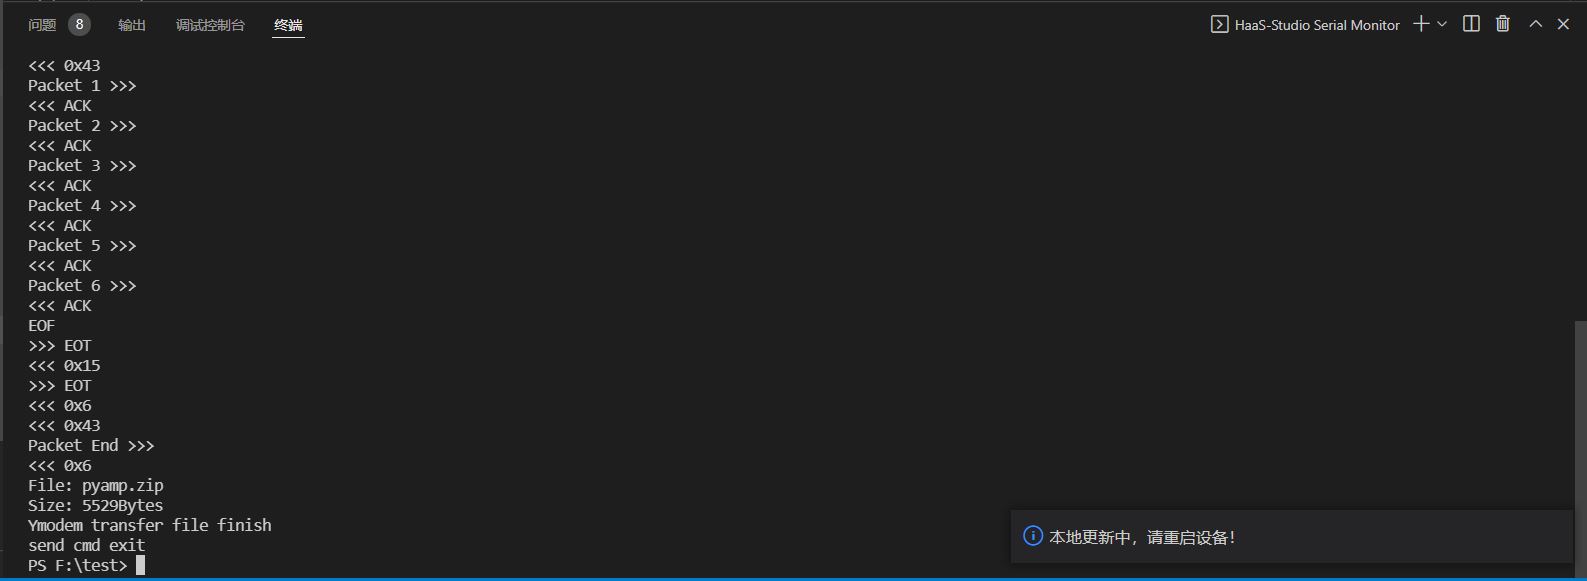 问题 8 输出 调试控制台 终端 HaaS-Studio Serial Monitor
<<< 0x43
Packet 1 >>>
<<< ACK
Packet 2 >>>
<<< ACK
Packet 3 >>>
<<< ACK
Packet 4 >>>
<<< ACK
Packet 5 >>>
<<< ACK
Packet 6 >>>
<<< ACK
EOF
>>> EOT
<<< 0x15
>>> EOT
<<< 0x6
<<< 0x43
Packet End >>>
<<< 0x6
File: pyamp.zip
Size: 5529Bytes
Ymodem transfer file finish
send cmd exit
PS F:\test>
本地更新中，请重启设备！